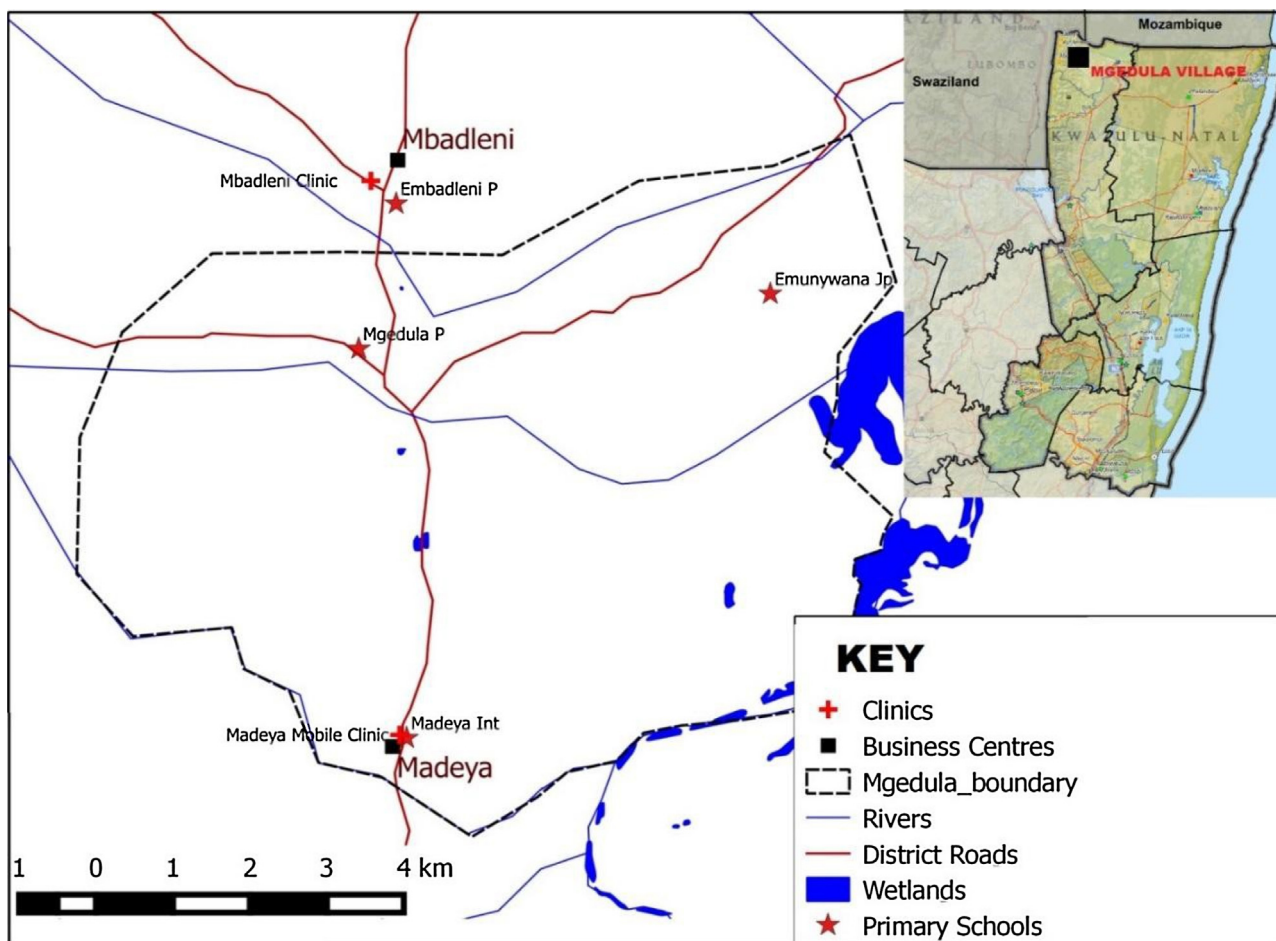 Mbadleni
Mbadleni Clinic
Embadleni P
Emunywana Jp
Mgedula P
Madeya Mobile Clinic
Madeya Int
Madeya
1 0 1 2 3 4 km
Mozambique
Swaziland
MGEDULA VILLAGE
KWAZULU-NATAL
KEY
Clinics
Business Centres
Mgedula_boundary
Rivers
District Roads
Wetlands
Primary Schools